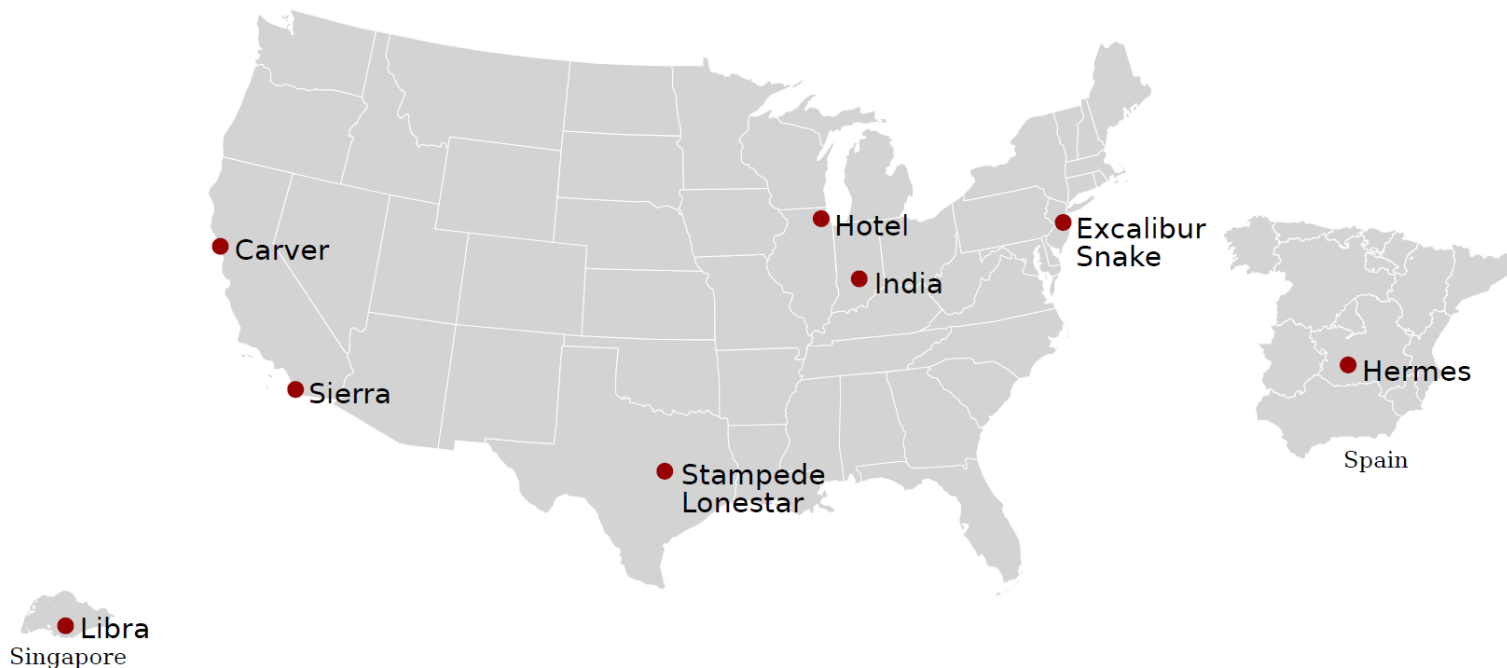 Hotel
Excalibur
Snake
Carver
India
Hermes
Sierra
Spain
Stampede
Lonestar
Libra
Singapore